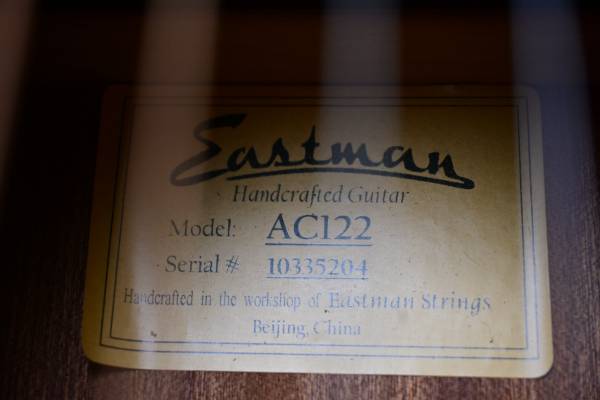 Eastman
Handcrafted Guitar
Model: AC122
Serial # 10335204
Handcrafted in the workshop of Eastman Strings
Beijing, China